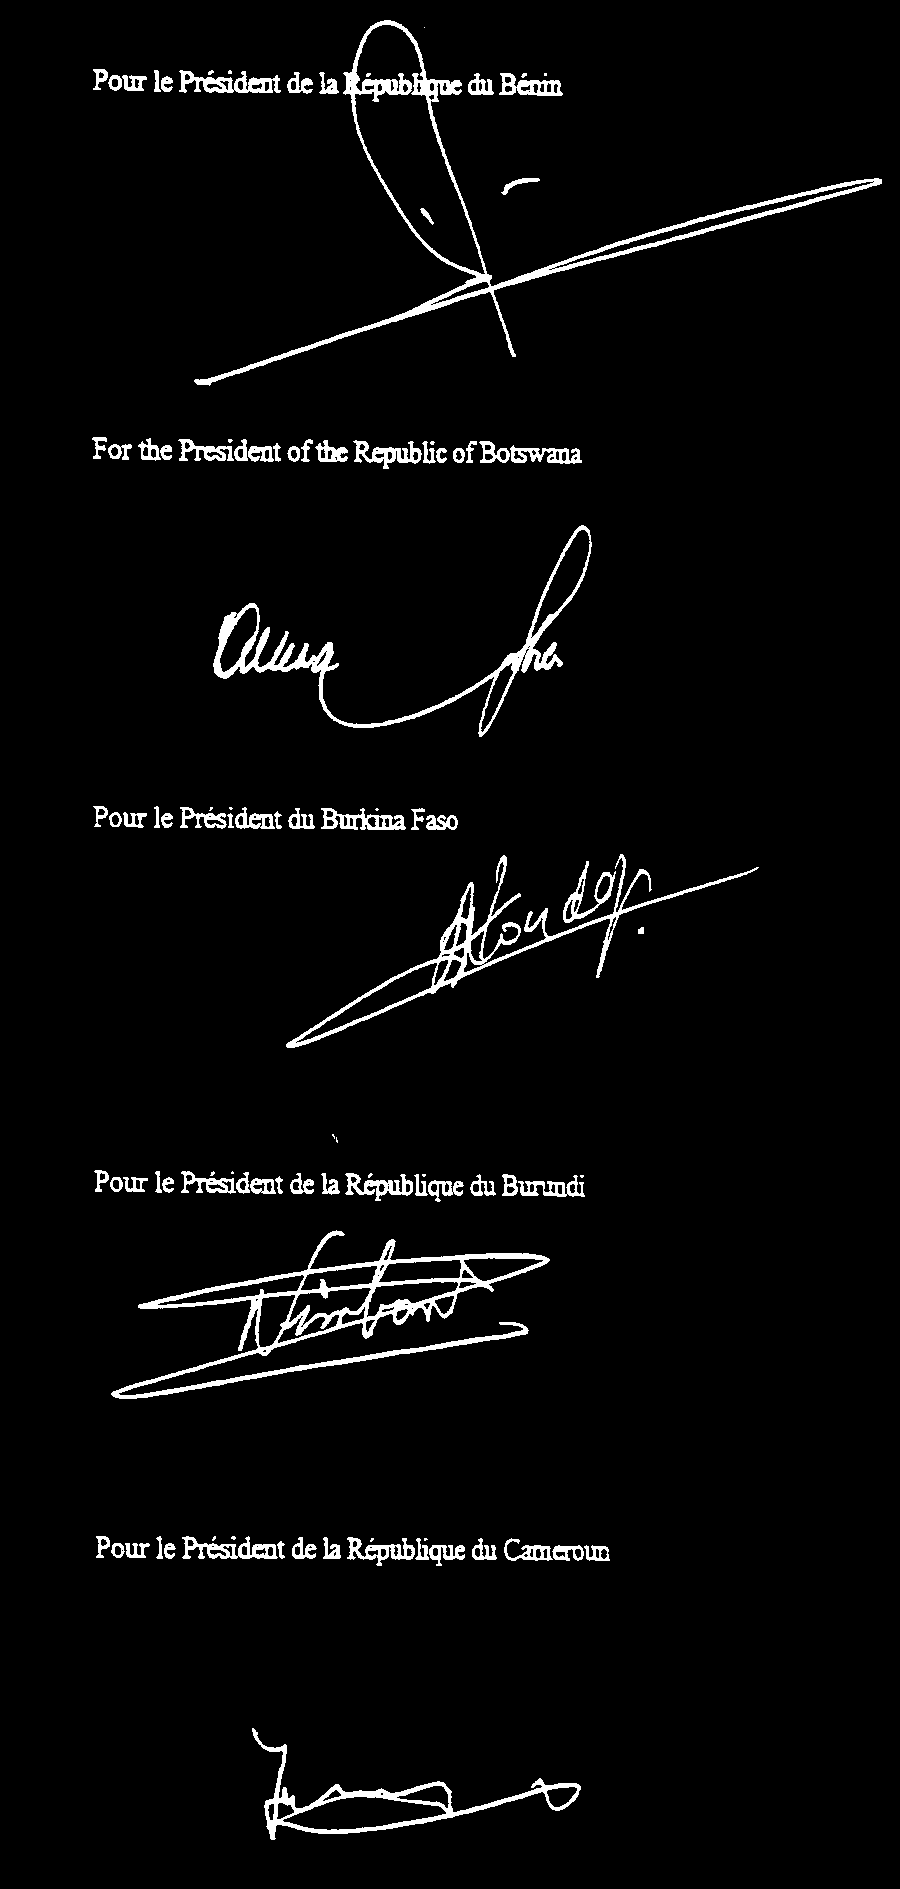 Pour le Président de la République du Bénin
For the President of the Republic of Botswana
Pour le Président du Burkina Faso
Pour le Président de la République du Burundi
Pour le Président de la République du Cameroun